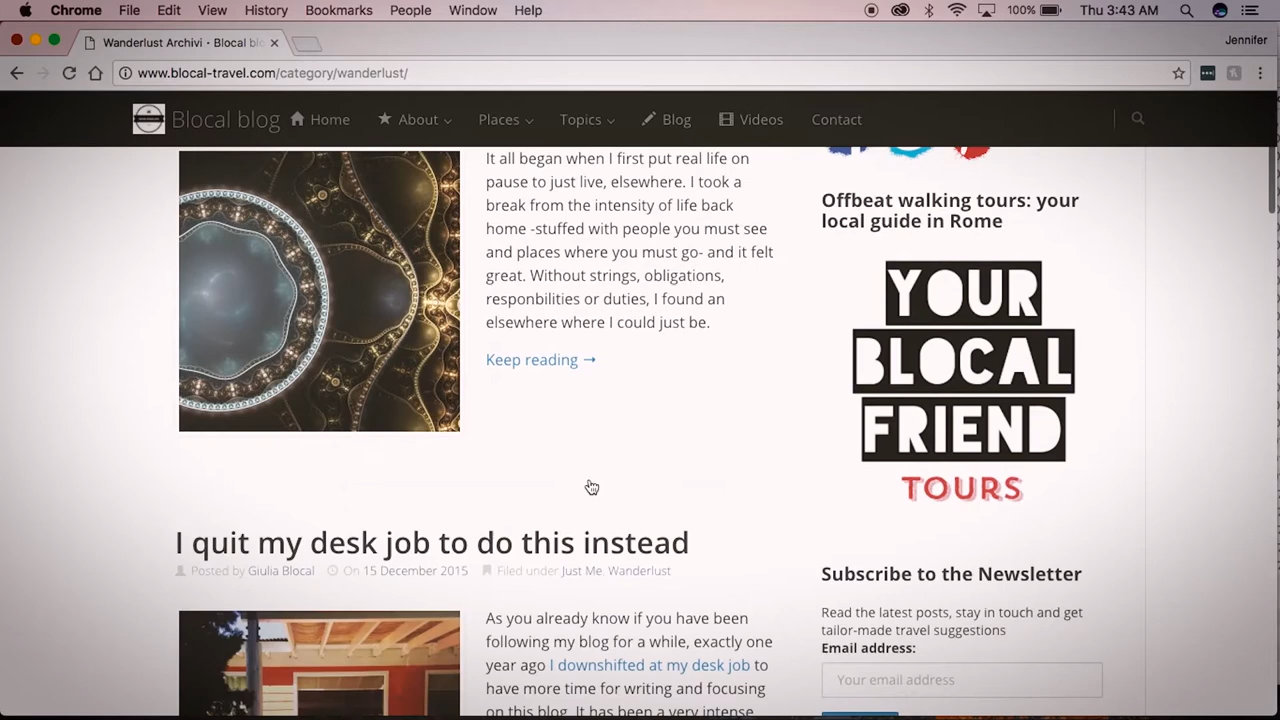 Chrome File Edit View History Bookmarks People Window Help 100% Thu 3:43 AM
Wanderlust Archivi · Blocal blo Jennifer
www.blocal-travel.com/category/wanderlust/
Blocal blog Home About Places Topics Blog Videos Contact
It all began when I first put real life on
pause to just live, elsewhere. I took a
break from the intensity of life back
home -stuffed with people you must see
and places where you must go- and it felt
great. Without strings, obligations,
responbilities or duties, I found an
elsewhere where I could just be.
Keep reading →
I quit my desk job to do this instead
Posted by Giulia Blocal On 15 December 2015 Filed under Just Me, Wanderlust
As you already know if you have been
following my blog for a while, exactly one
year ago I downshifted at my desk job to
have more time for writing and focusing
on this blog. It has been a very intense
Offbeat walking tours: your
local guide in Rome
YOUR
BLOCAL
FRIEND
TOURS
Subscribe to the Newsletter
Read the latest posts, stay in touch and get
tailor-made travel suggestions
Email address:
Your email address